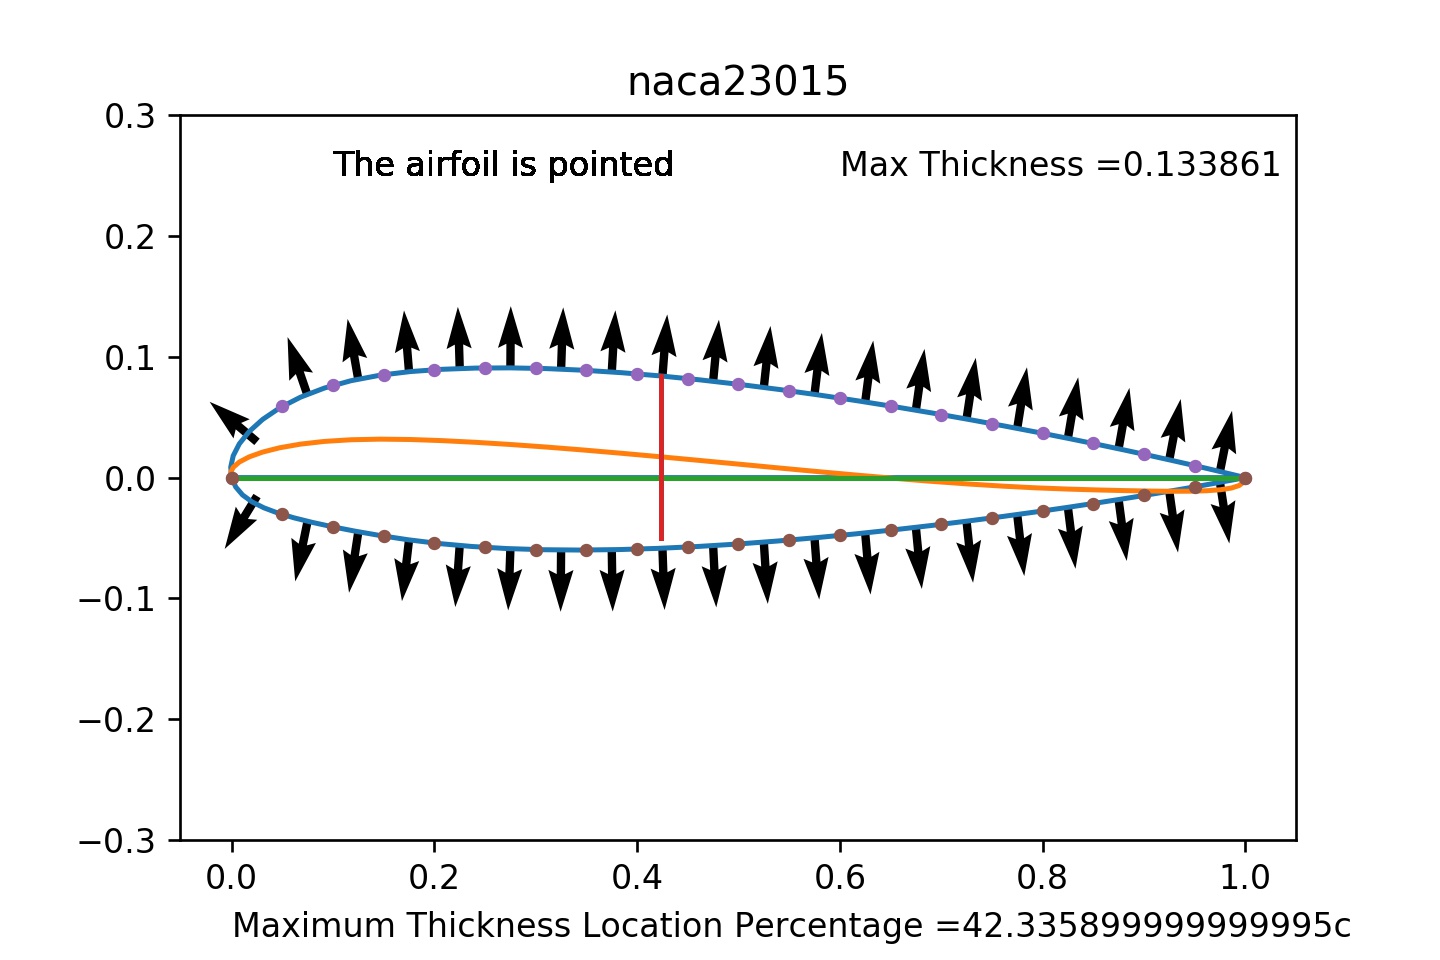 naca23015
The airfoil is pointed
Max Thickness =0.133861
0.3
0.2
0.1
0.0
−0.1
−0.2
−0.3
0.0 0.2 0.4 0.6 0.8 1.0
Maximum Thickness Location Percentage =42.335899999999995c